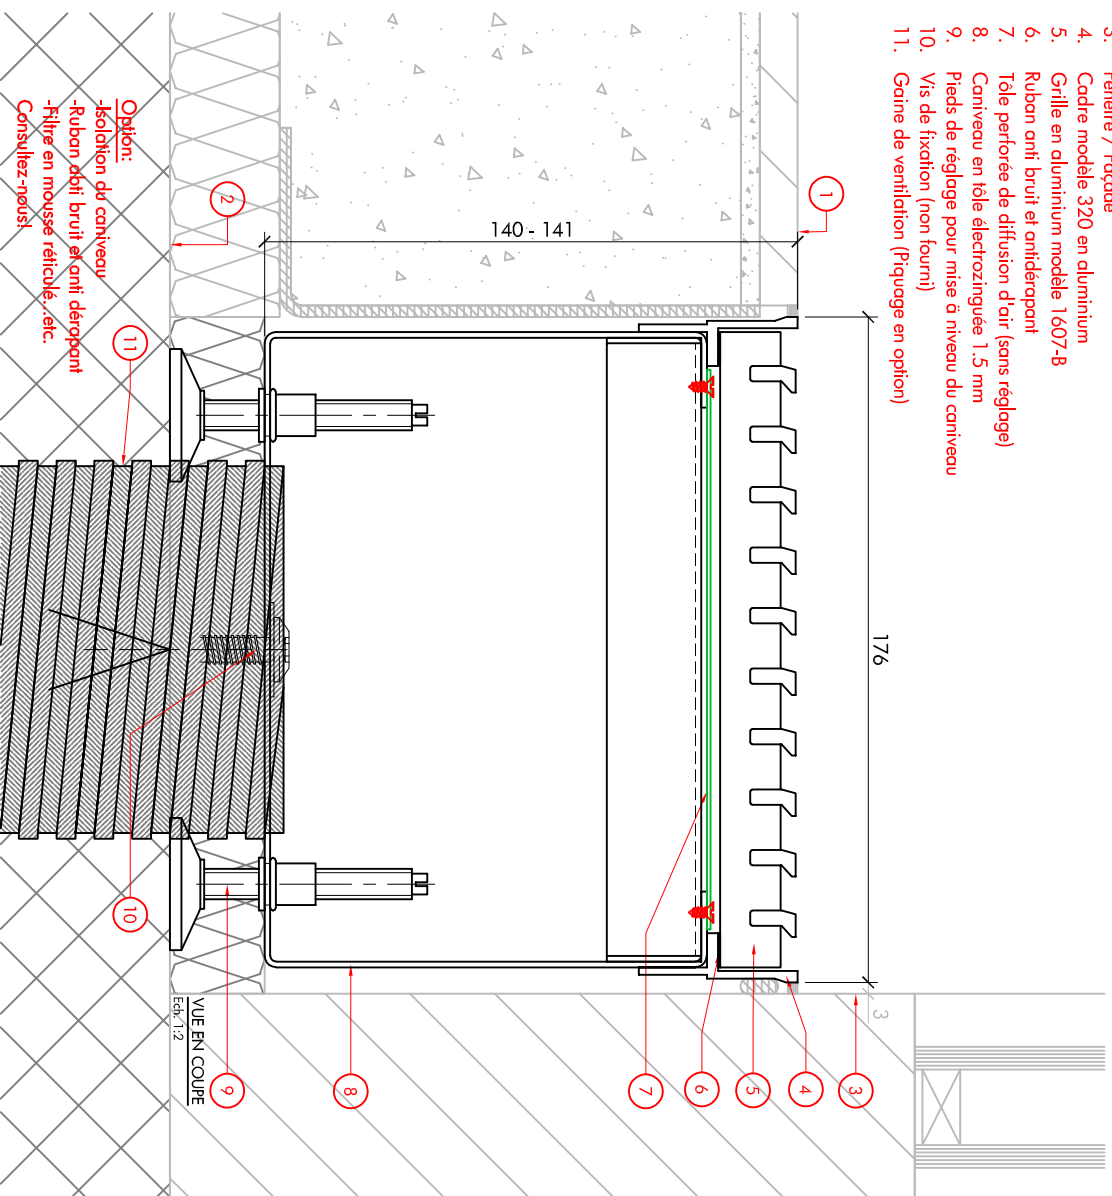 3. Fenêtre / Façade
4. Cadre modèle 320 en aluminium
5. Grille en aluminium modèle 1607-B
6. Ruban anti bruit et antidérapant
7. Tôle perforée de diffusion d'air (sans réglage)
8. Caniveau en tôle électrozinguée 1.5 mm
9. Pieds de réglage pour mise à niveau du caniveau
10. Vis de fixation (non fourni)
11. Gaine de ventilation (Piquage en option)
1
140 - 141
2
176
3
3
4
5
6
7
8
9
10
11
Option:
-Isolation du caniveau
-Ruban abti bruit et anti dérapant
-Filtre en mousse réticulé...etc.
Consultez-nous!
VUE EN COUPE
Ech. 1:2